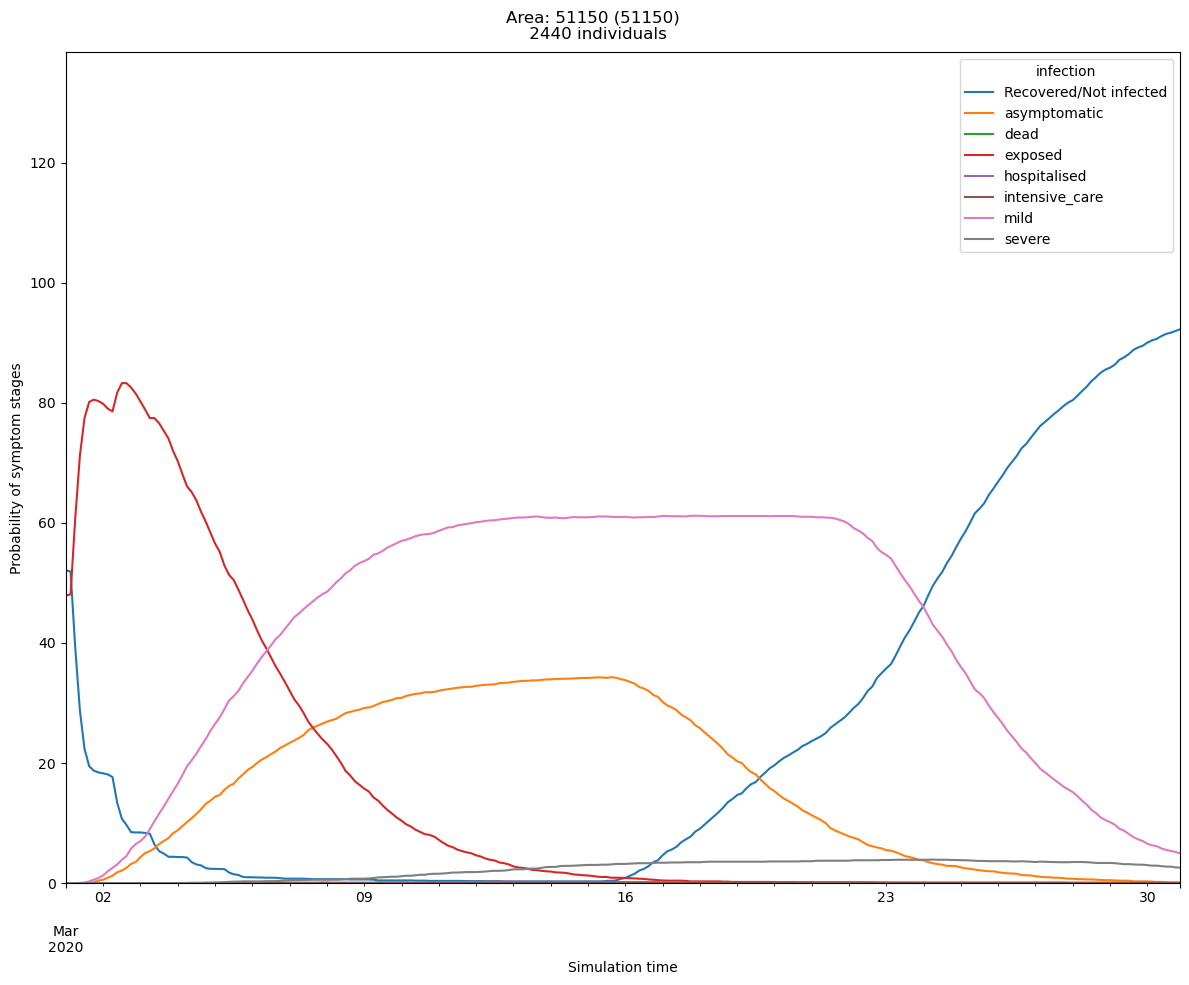 Area: 51150 (51150)
2440 individuals
infection
Recovered/Not infected
asymptomatic
dead
exposed
hospitalised
intensive_care
mild
severe
Probability of symptom stages
120
100
80
60
40
20
0
02
09
16
23
30
Mar
2020
Simulation time